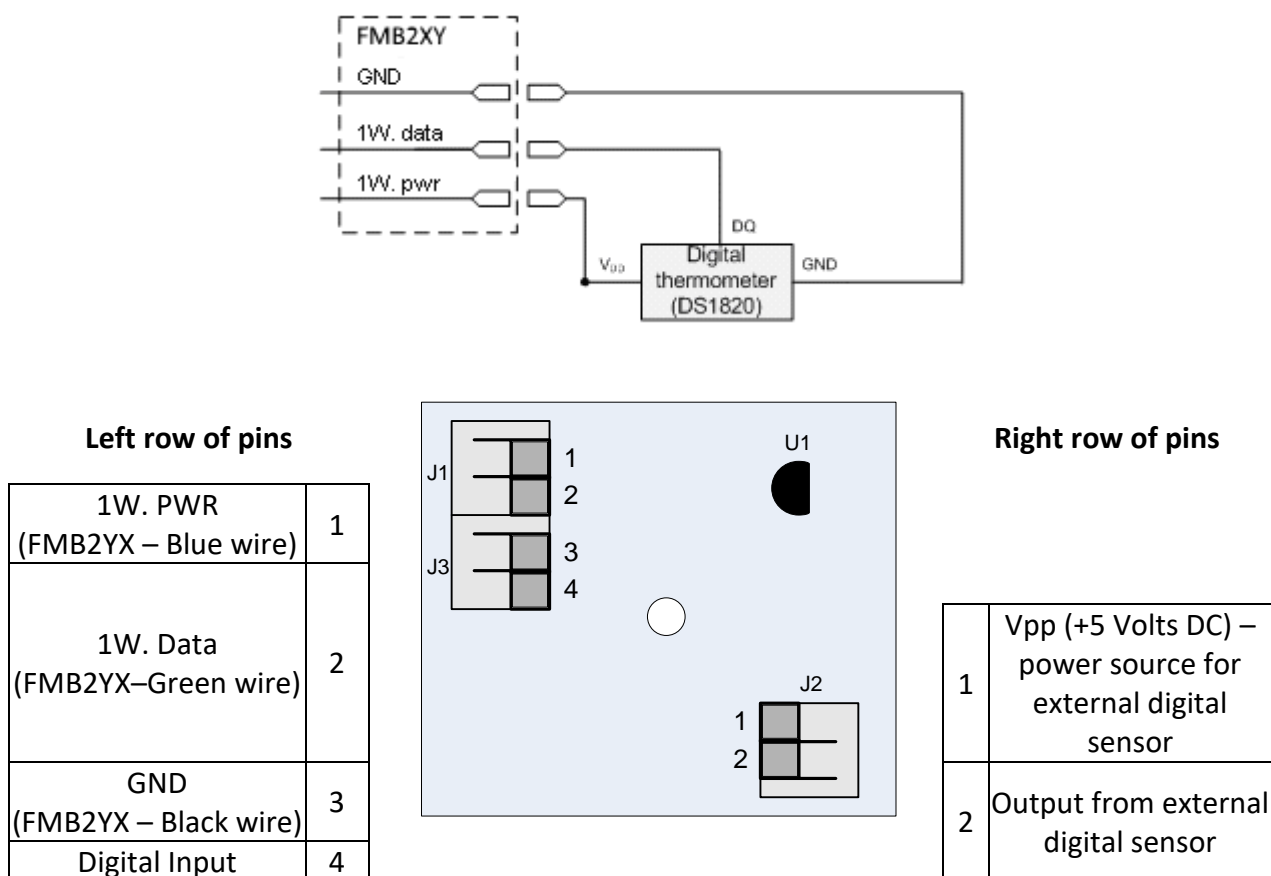 FMB2XY
GND
1W. data
1W. pwr
DQ
Digital
thermometer
(DS1820)
V_DD
GND
Left row of pins
1W. PWR
(FMB2YX – Blue wire)
1
1W. Data
(FMB2YX–Green wire)
2
GND
(FMB2YX – Black wire)
3
Digital Input
4
J1
1
2
J3
3
4
U1
J2
1
2
Right row of pins
1
Vpp (+5 Volts DC) –
power source for
external digital
sensor
2
Output from external
digital sensor